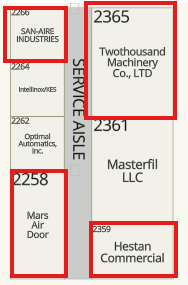 2266
SAN-AIRE
INDUSTRIES
2264
Intellinox/KES
2262
Optimal
Automatics,
Inc.
2258
Mars
Air
Door
SERVICE AISLE
2365
Twothousand
Machinery
Co., LTD
2361
Masterfil
LLC
2359
Hestan
Commercial